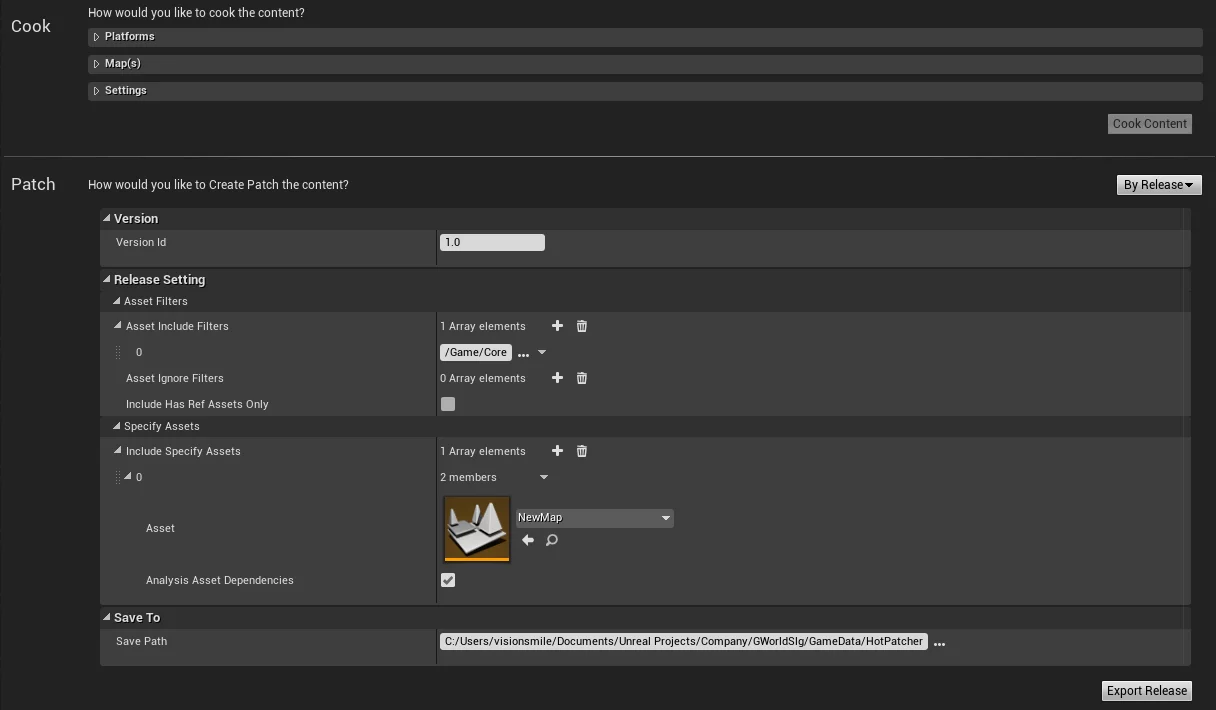 Cook
How would you like to cook the content?
Platforms
Map(s)
Settings
Cook Content
Patch
How would you like to Create Patch the content?
By Release
Version
Version Id
1.0
Release Setting
Asset Filters
Asset Include Filters
1 Array elements
0
/Game/Core
...
Asset Ignore Filters
0 Array elements
Include Has Ref Assets Only
Specify Assets
Include Specify Assets
1 Array elements
0
2 members
Asset
NewMap
Analysis Asset Dependencies
Save To
Save Path
C:/Users/visionsmile/Documents/Unreal Projects/Company/GWorldSlg/GameData/HotPatcher
...
Export Release